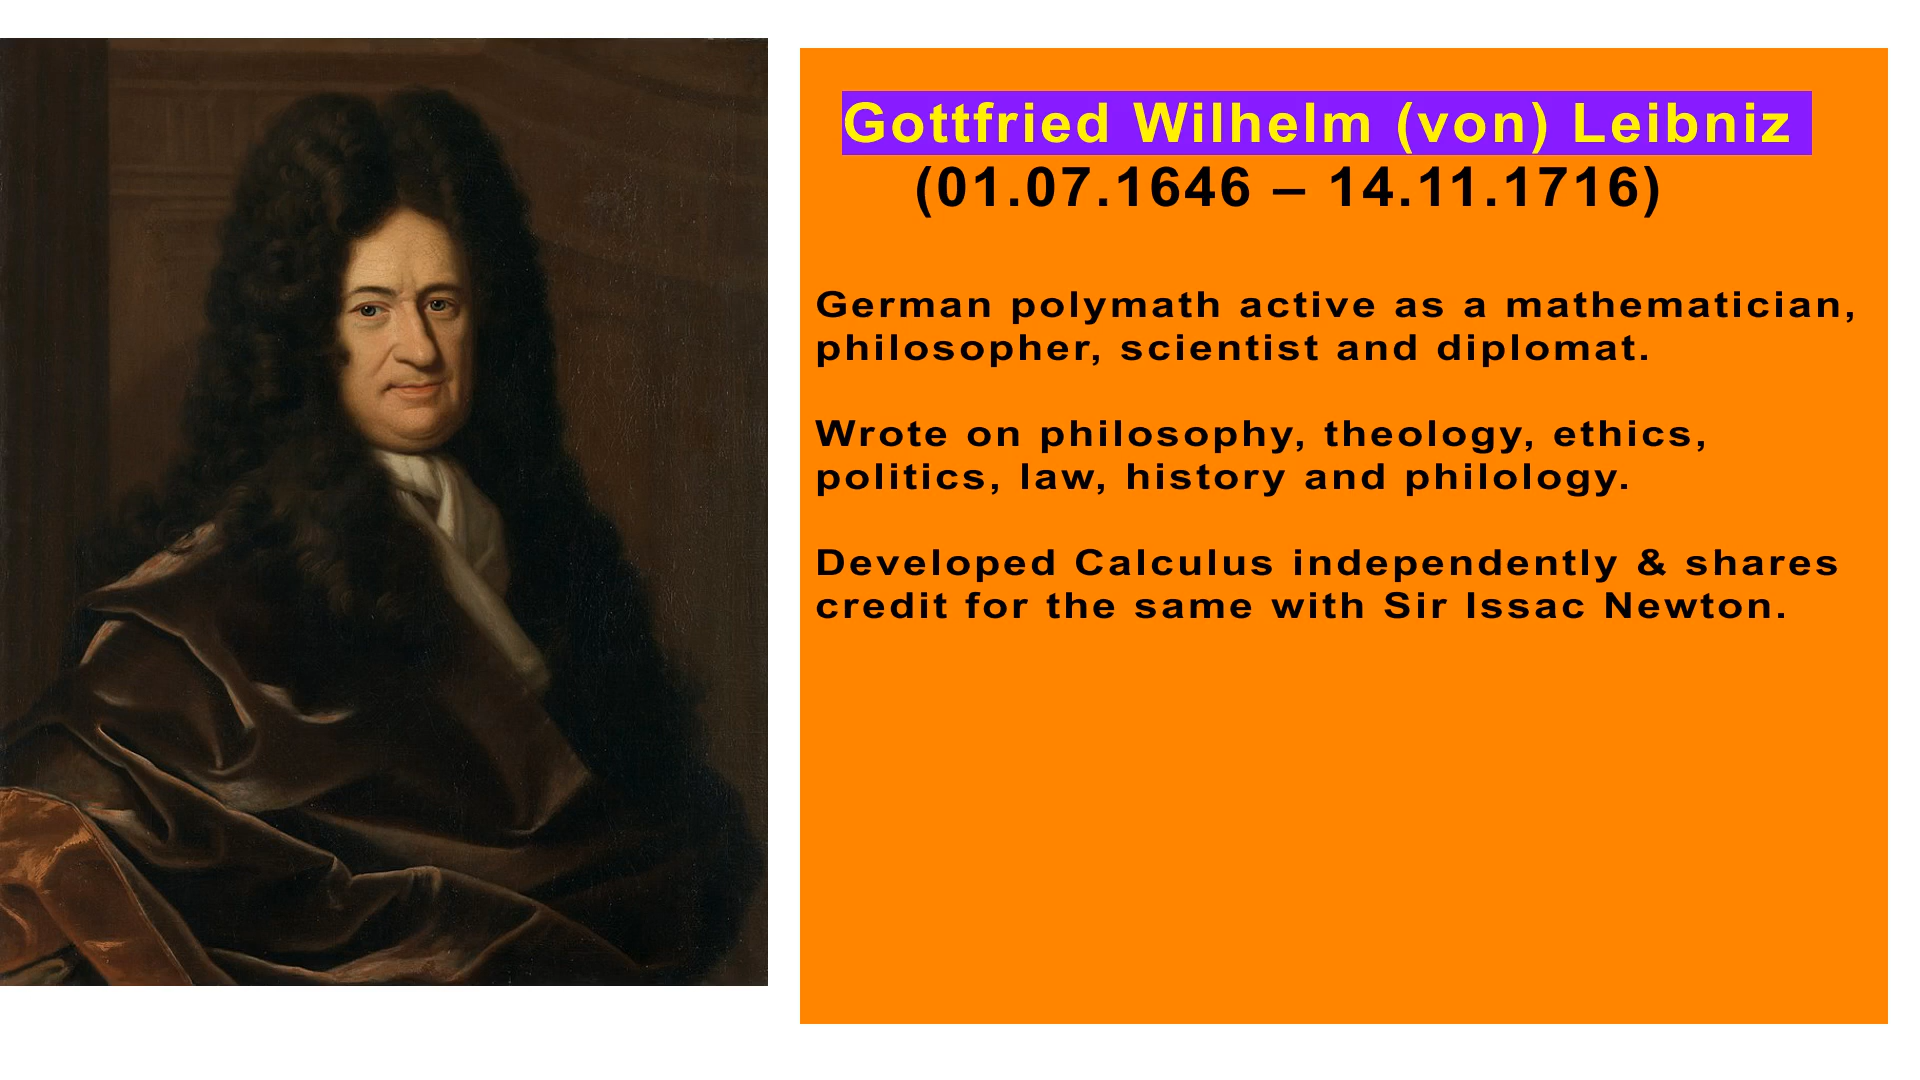 Gottfried Wilhelm (von) Leibniz
(01.07.1646 – 14.11.1716)
German polymath active as a mathematician,
philosopher, scientist and diplomat.
Wrote on philosophy, theology, ethics,
politics, law, history and philology.
Developed Calculus independently & shares
credit for the same with Sir Issac Newton.